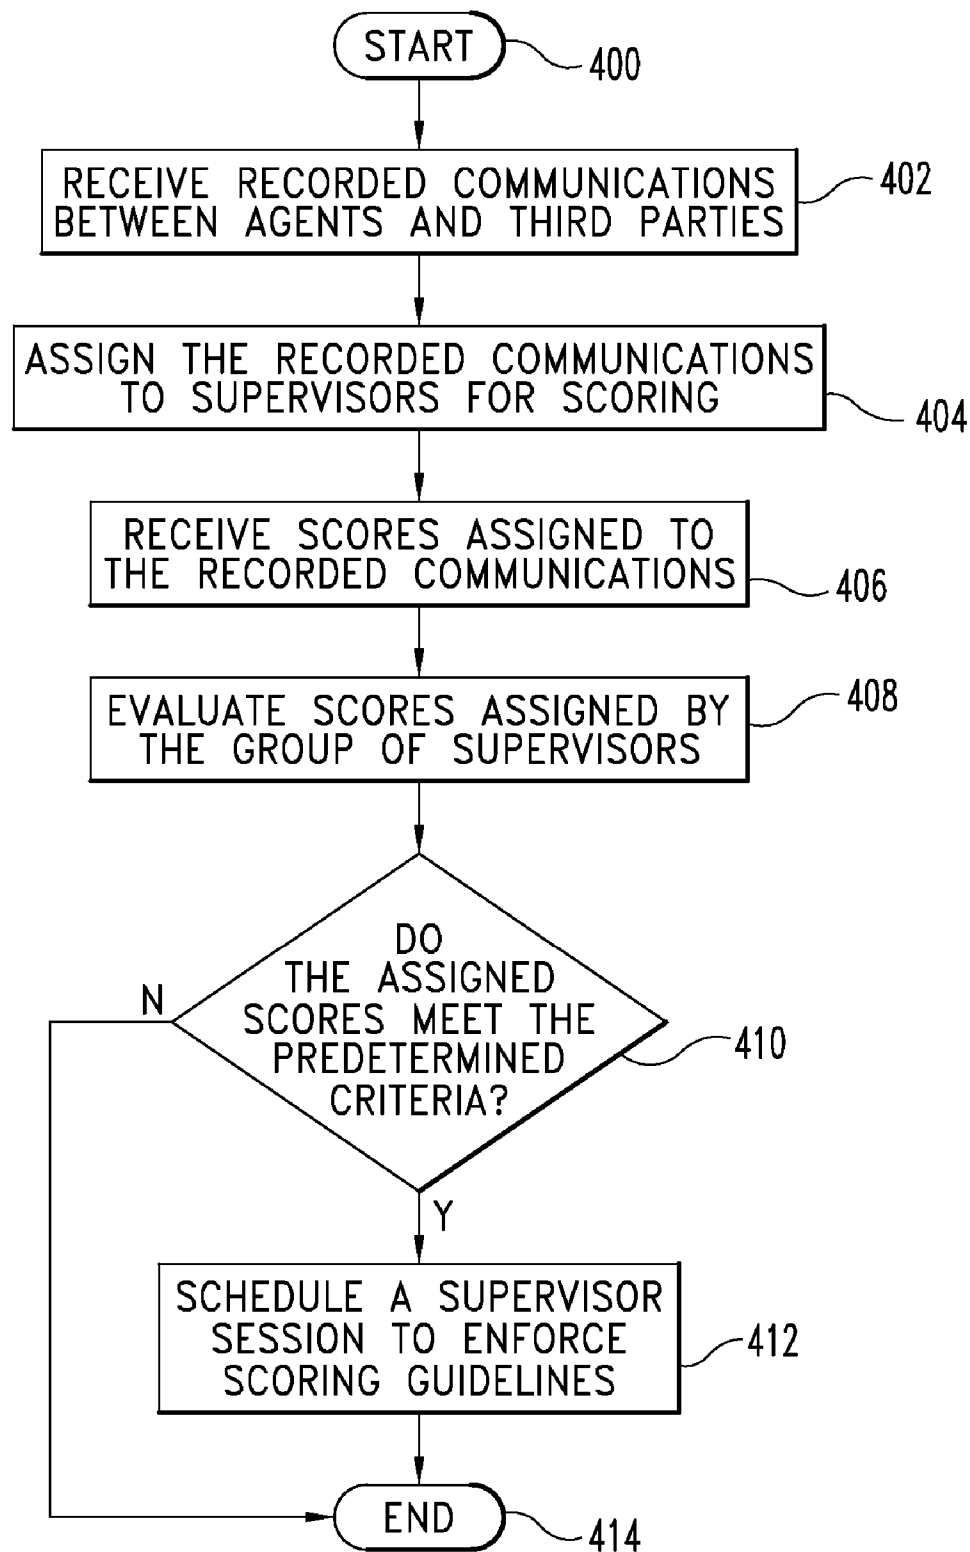 START
400
RECEIVE RECORDED COMMUNICATIONS
BETWEEN AGENTS AND THIRD PARTIES
402
ASSIGN THE RECORDED COMMUNICATIONS
TO SUPERVISORS FOR SCORING
404
RECEIVE SCORES ASSIGNED TO
THE RECORDED COMMUNICATIONS
406
EVALUATE SCORES ASSIGNED BY
THE GROUP OF SUPERVISORS
408
DO
THE ASSIGNED
SCORES MEET THE
PREDETERMINED
CRITERIA?
410
N
Y
SCHEDULE A SUPERVISOR
SESSION TO ENFORCE
SCORING GUIDELINES
412
END
414